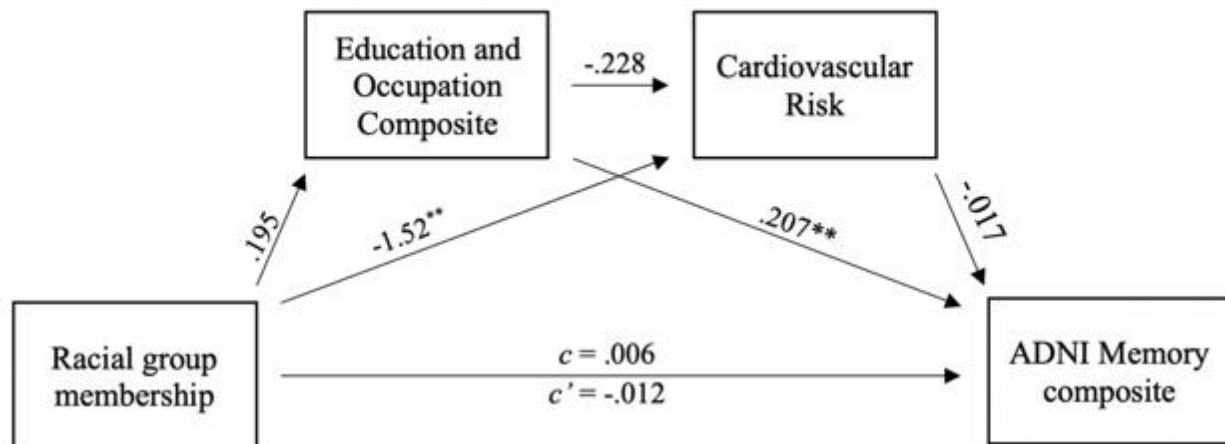 Education and
Occupation
Composite
-.228
Cardiovascular
Risk
.195
-1.52**
.207**
-.017
Racial group
membership
c = .006
c’ = -.012
ADNI Memory
composite